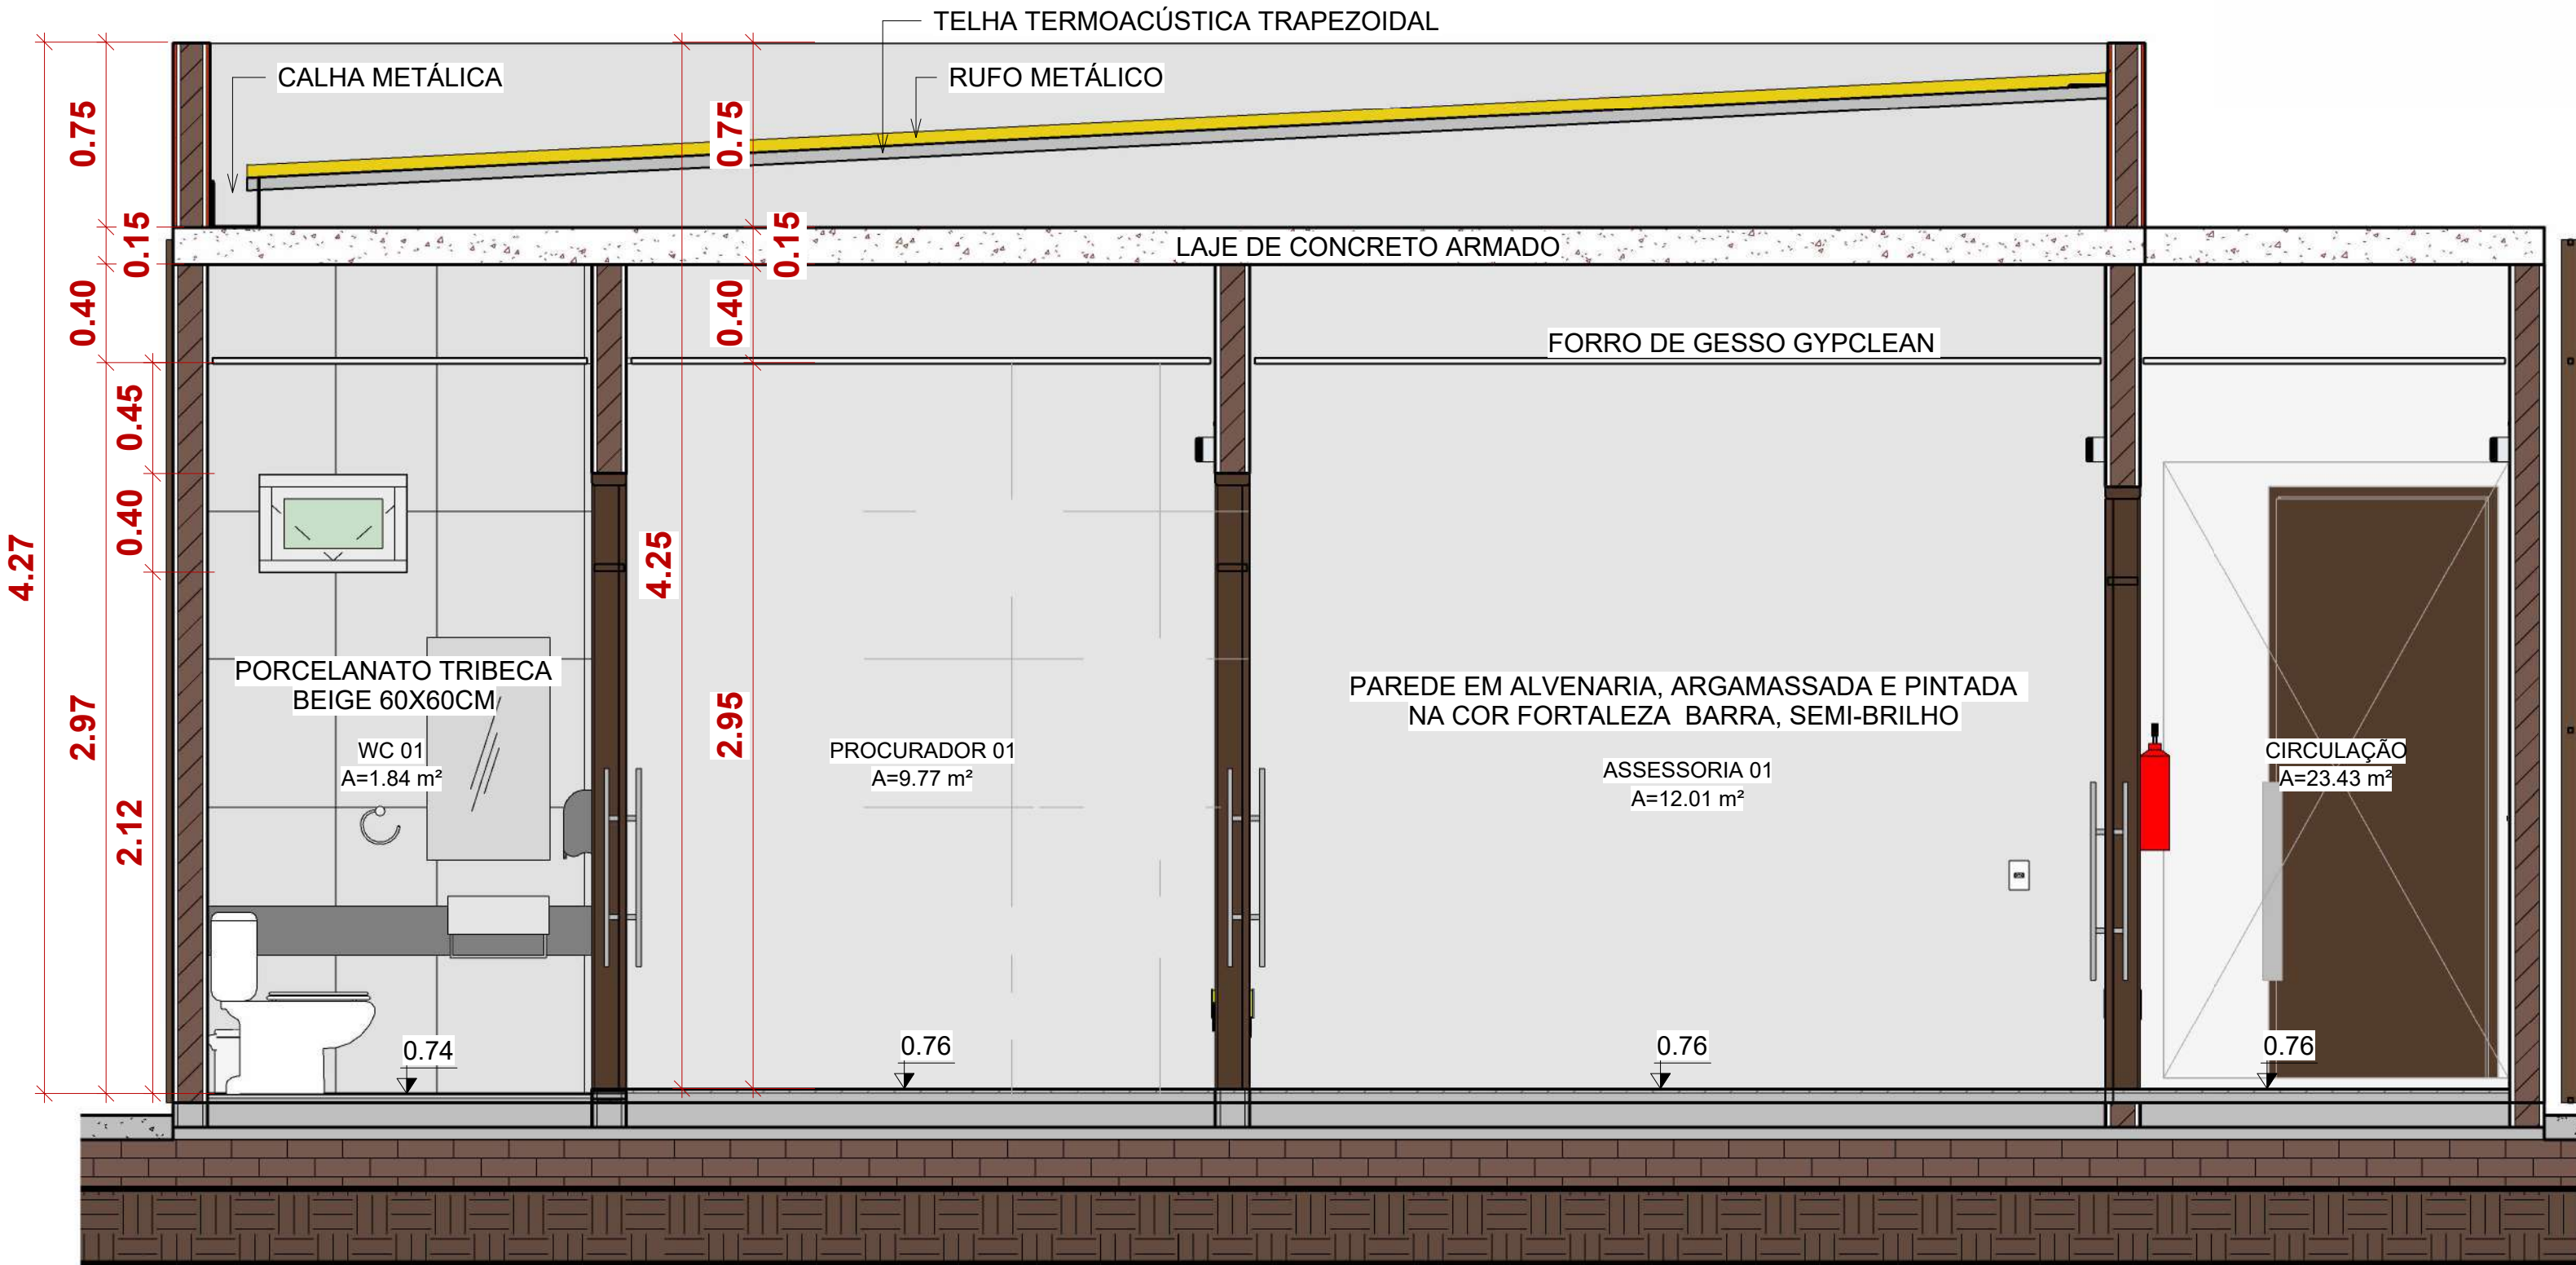 TELHA TERMOACÚSTICA TRAPEZOIDAL
CALHA METÁLICA
RUFO METÁLICO
0.75
0.75
0.15
0.15
LAJE DE CONCRETO ARMADO
0.40
0.40
FORRO DE GESSO GYPCLEAN
0.45
0.40
4.27
4.25
PORCELANATO TRIBECA
BEIGE 60X60CM
2.97
2.95
PAREDE EM ALVENARIA, ARGAMASSADA E PINTADA
NA COR FORTALEZA BARRA, SEMI-BRILHO
WC 01
A=1.84 m²
PROCURADOR 01
A=9.77 m²
ASSESSORIA 01
A=12.01 m²
CIRCULAÇÃO
A=23.43 m²
2.12
0.74
0.76
0.76
0.76